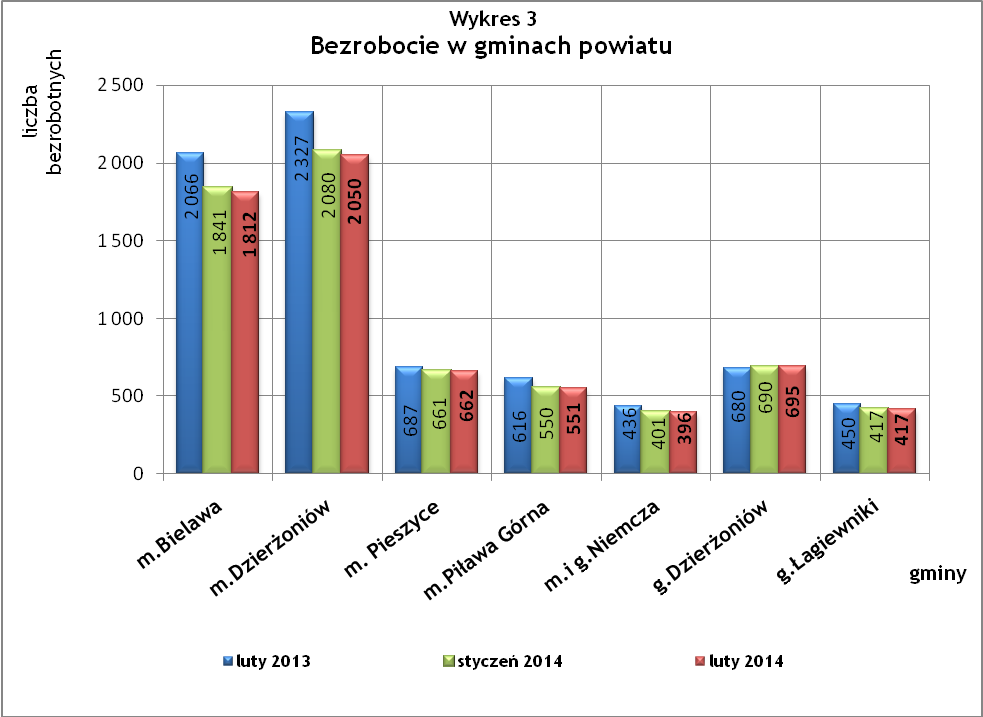 Wykres 3
Bezrobocie w gminach powiatu
liczba
bezrobotnych
2 500
2 000
1 500
1 000
500
0
2 066
1 841
1 812
2 327
2 080
2 050
687
661
662
616
550
551
436
401
396
680
690
695
450
417
417
m.Bielawa
m.Dzierżoniów
m. Pieszyce
m.Piława Górna
m.i g.Niemcza
g.Dzierżoniów
g.Łagiewniki
gminy
luty 2013
styczeń 2014
luty 2014